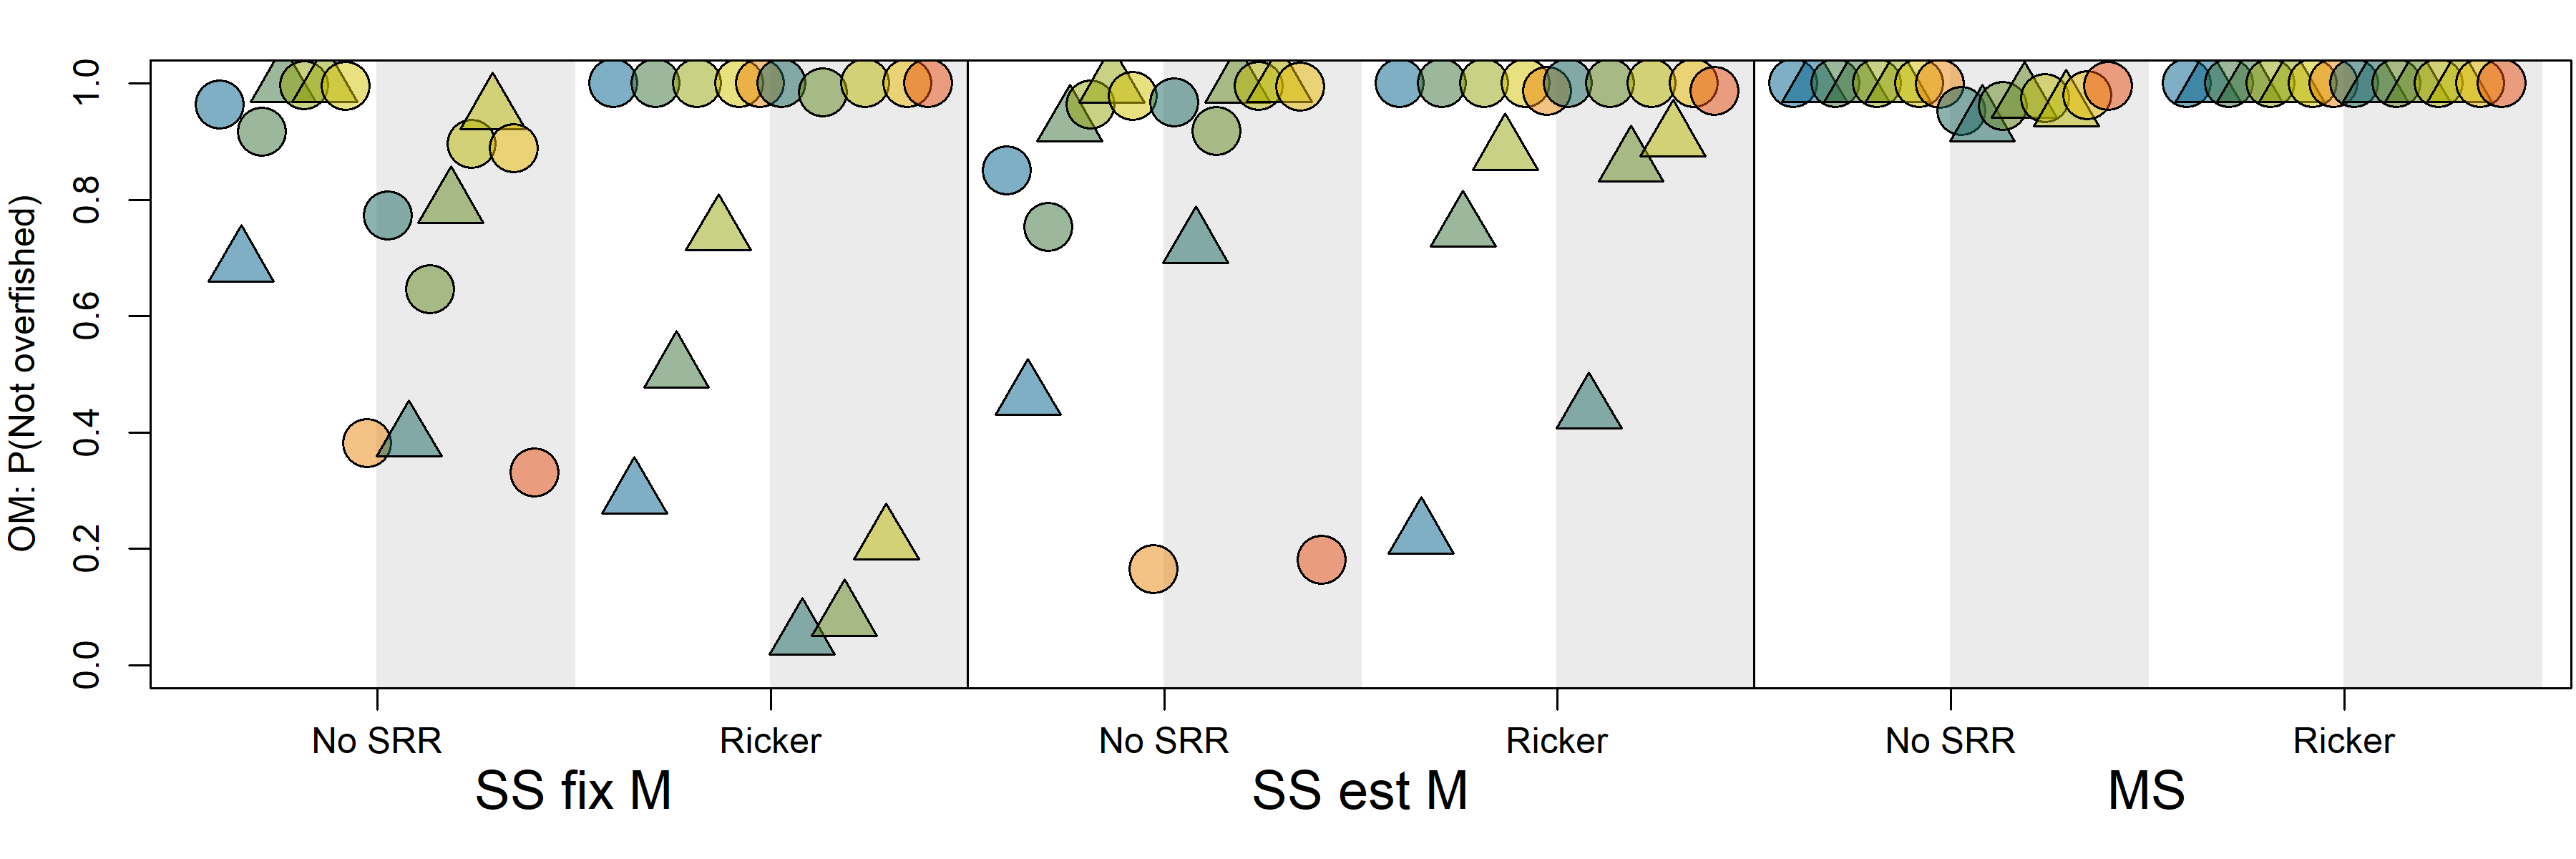 OM: P(Not overfished)
1.0
0.8
0.6
0.4
0.2
0.0
No SRR Ricker No SRR Ricker No SRR Ricker
SS fix M SS est M MS